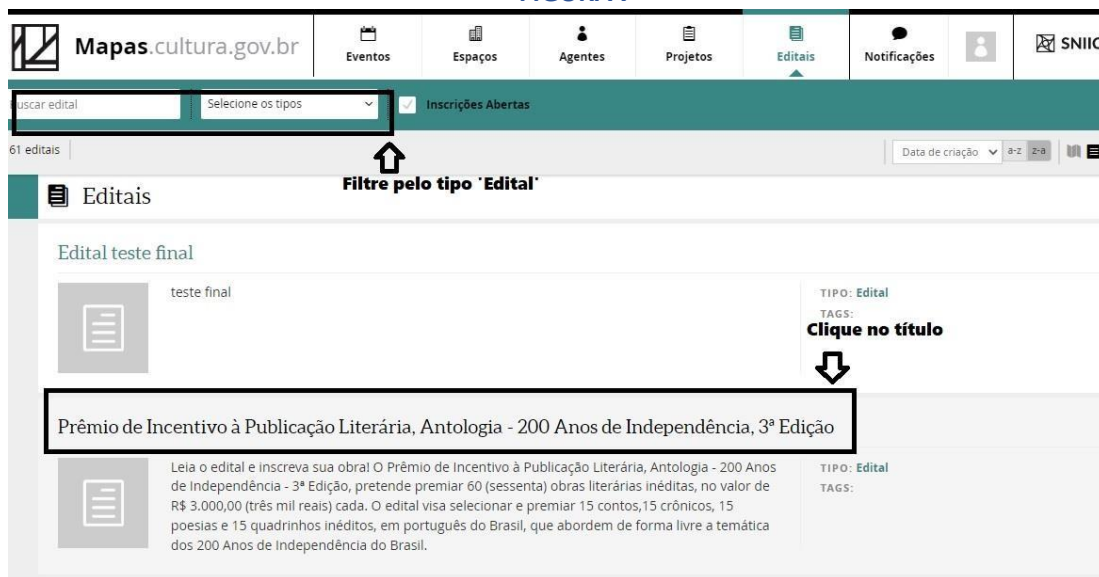 Mapas.cultura.gov.br
Eventos
Espaços
Agentes
Projetos
Editais
Notificações
Selecione os tipos
Inscrições Abertas
61 editais
Data de criação
a-z
z-a
Filtre pelo tipo 'Edital'
Editais
Edital teste final
teste final
TIPO: Edital
TAGS:
Clique no título
Prêmio de Incentivo à Publicação Literária, Antologia - 200 Anos de Independência, 3ª Edição
Leia o edital e inscreva sua obra! O Prêmio de Incentivo à Publicação Literária, Antologia - 200 Anos
de Independência - 3ª Edição, pretende premiar 60 (sessenta) obras literárias inéditas, no valor de
R$ 3.000,00 (três mil reais) cada. O edital visa selecionar e premiar 15 contos,15 crônicos, 15
poesias e 15 quadrinhos inéditos, em português do Brasil, que abordem de forma livre a temática
dos 200 Anos de Independência do Brasil.
TIPO: Edital
TAGS: